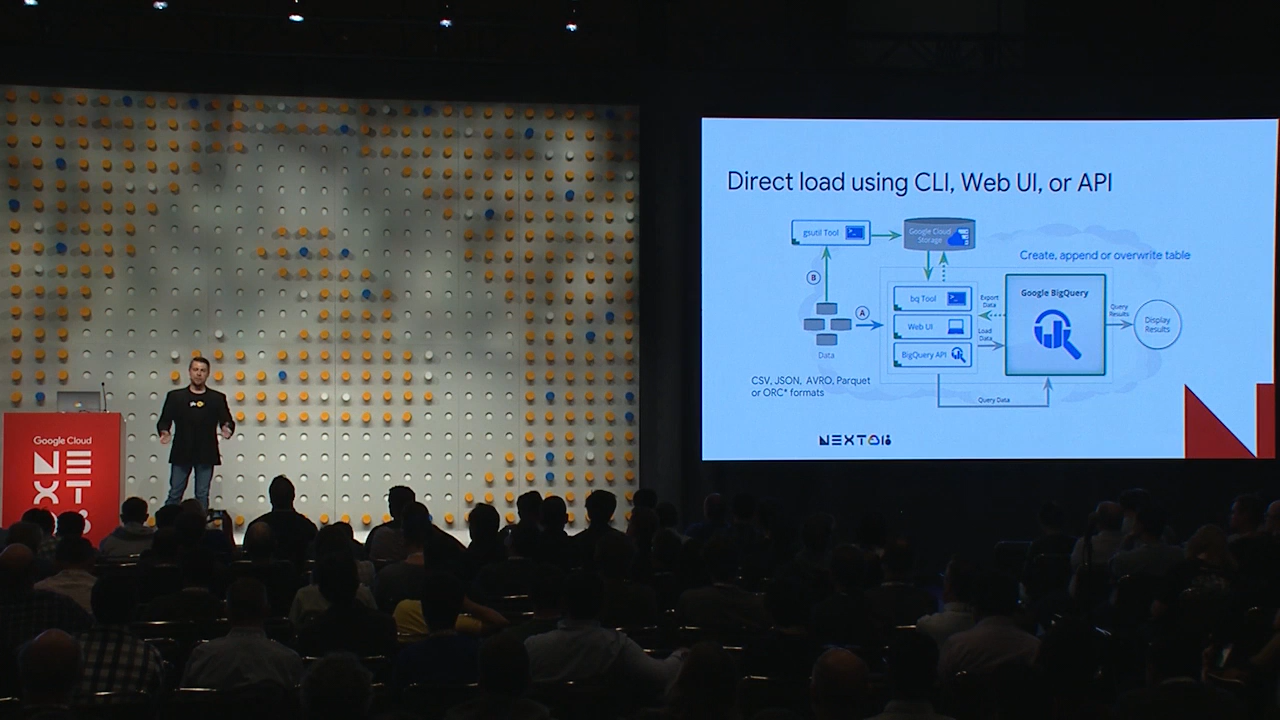 Google Cloud
NE
XT
Direct load using CLI, Web UI, or API
gsutil Tool
Google Cloud
Storage
Create, append or overwrite table
B
bq Tool
Export
Data
Google BigQuery
Query
Results
A
Web UI
Load
Data
Display
Results
Data
BigQuery API
CSV, JSON, AVRO, Parquet
or ORC* formats
Query Data
NEXT